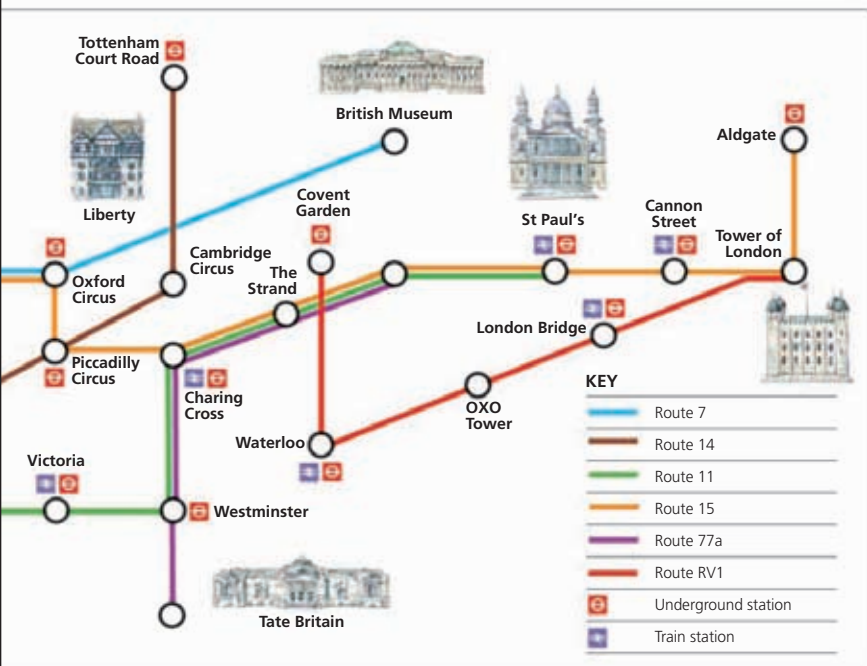 Tottenham
Court Road
British Museum
Liberty
Aldgate
Covent
Garden
St Paul's
Cannon
Street
Tower of
London
Oxford
Circus
Cambridge
Circus
The
Strand
London Bridge
Piccadilly
Circus
Charing
Cross
OXO
Tower
Waterloo
Victoria
Westminster
Tate Britain
KEY
Route 7
Route 14
Route 11
Route 15
Route 77a
Route RV1
Underground station
Train station